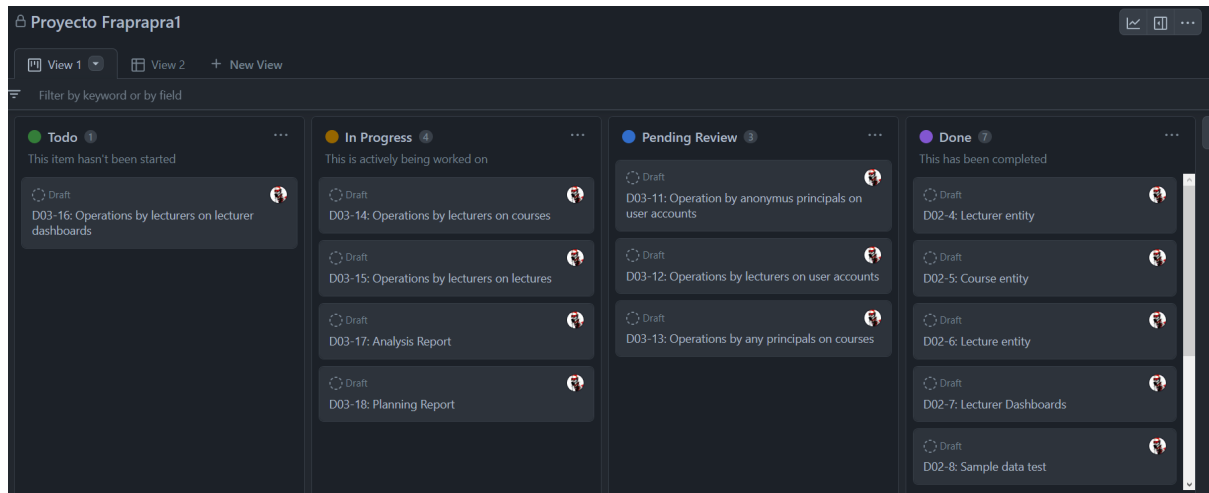 Proyecto Fraprapra1
View 1
View 2
New View
Filter by keyword or by field
Todo 1
This item hasn't been started
Draft
D03-16: Operations by lecturers on lecturer
dashboards
In Progress 4
This is actively being worked on
Draft
D03-14: Operations by lecturers on courses
Draft
D03-15: Operations by lecturers on lectures
Draft
D03-17: Analysis Report
Draft
D03-18: Planning Report
Pending Review 3
Draft
D03-11: Operation by anonymus principals on
user accounts
Draft
D03-12: Operations by lecturers on user accounts
Draft
D03-13: Operations by any principals on courses
Done 7
This has been completed
Draft
D02-4: Lecturer entity
Draft
D02-5: Course entity
Draft
D02-6: Lecture entity
Draft
D02-7: Lecturer Dashboards
Draft
D02-8: Sample data test